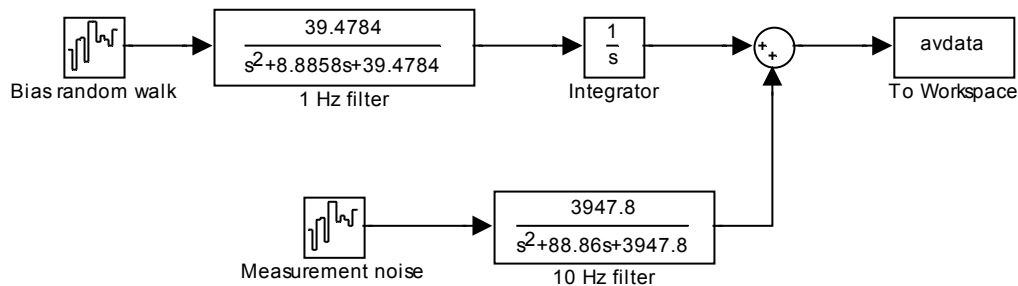 39.4784
s2+8.8858s+39.4784
1
s
+
+
avdata
Bias random walk
1 Hz filter
Integrator
To Workspace
3947.8
s2+88.86s+3947.8
Measurement noise
10 Hz filter